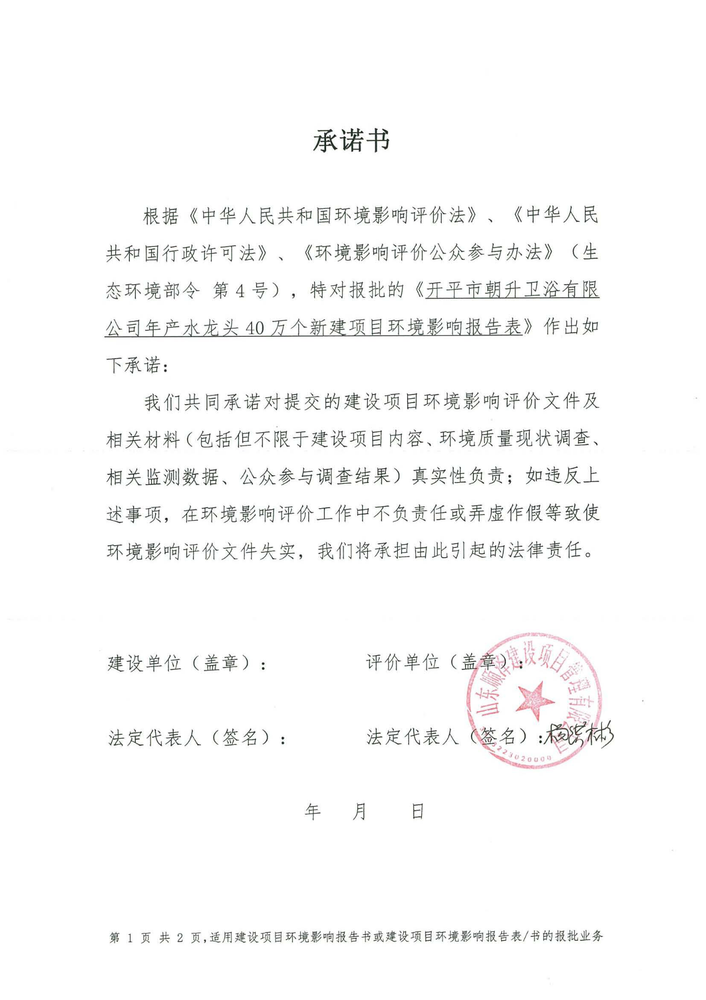 承诺书
根据《中华人民共和国环境影响评价法》、《中华人民
共和国行政许可法》、《环境影响评价公众参与办法》（生
态环境部令 第4号），特对报批的《开平市朝升卫浴有限
公司年产水龙头40万个新建项目环境影响报告表》作出如
下承诺：
我们共同承诺对提交的建设项目环境影响评价文件及
相关材料（包括但不限于建设项目内容、环境质量现状调查、
相关监测数据、公众参与调查结果）真实性负责；如违反上
述事项，在环境影响评价工作中不负责任或弄虚作假等致使
环境影响评价文件失实，我们将承担由此引起的法律责任。
建设单位（盖章）：
评价单位（盖章）：
山东顺泽建设项目管理有限公司
法定代表人（签名）：
法定代表人（签名）：
年 月 日
第 1 页 共 2 页,适用建设项目环境影响报告书或建设项目环境影响报告表/书的报批业务